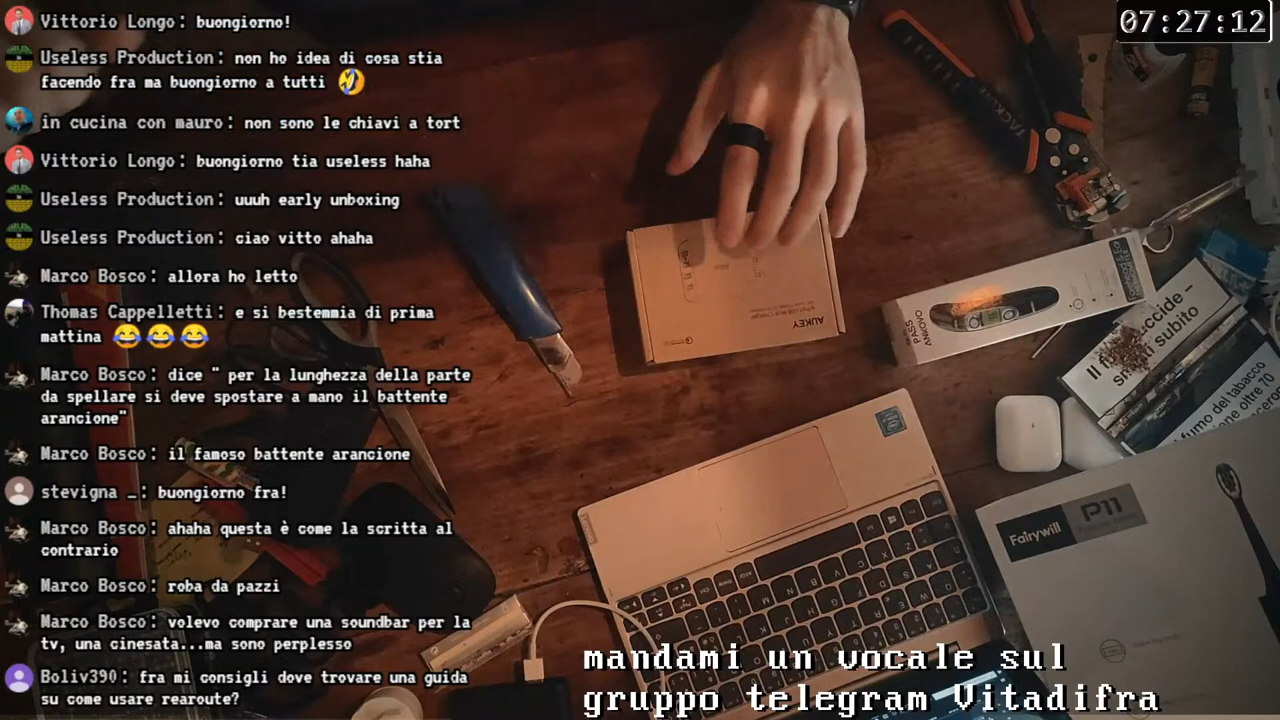 Vittorio Longo: buongiorno!
Useless Production: non ho idea di cosa stia
facendo fra ma buongiorno a tutti 🤣
in cucina con mauro: non sono le chiavi a tort
Vittorio Longo: buongiorno tia useless haha
Useless Production: uuuh early unboxing
Useless Production: ciao vitto ahaha
Marco Bosco: allora ho letto
Thomas Cappelletti: e si bestemmia di prima
mattina 😂😂😂
Marco Bosco: dice " per la lunghezza della parte
da spellare si deve spostare a mano il battente
arancione"
Marco Bosco: il famoso battente arancione
stevigna _: buongiorno fra!
Marco Bosco: ahaha questa è come la scritta al
contrario
Marco Bosco: roba da pazzi
Marco Bosco: volevo comprare una soundbar per la
tv, una cinesata...ma sono perplesso
Boliv390: fra mi consigli dove trovare una guida
su come usare rearoute?
07:27:12
AUKEY
ANKOVO
Il
uccide -
subito
fumo del tabacco
oltre 70
Fairywill
P11
mandami un vocale sul
gruppo telegram Vitadifra